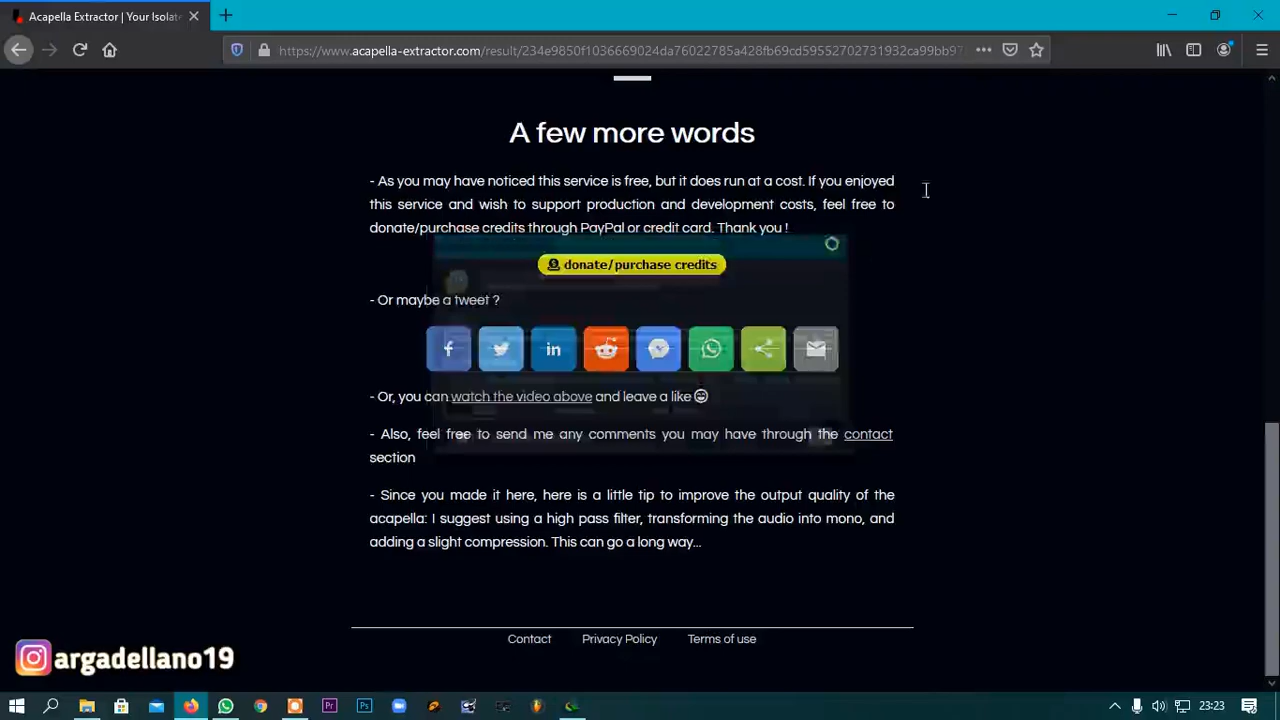 Acapella Extractor | Your Isolate
https://www.acapella-extractor.com/result/234e9850f1036669024da76022785a428fb69cd59552702731932ca99bb97
A few more words
- As you may have noticed this service is free, but it does run at a cost. If you enjoyed
this service and wish to support production and development costs, feel free to
donate/purchase credits through PayPal or credit card. Thank you !
donate/purchase credits
- Or maybe a tweet ?
- Or, you can watch the video above and leave a like 😄
- Also, feel free to send me any comments you may have through the contact
section
- Since you made it here, here is a little tip to improve the output quality of the
acapella: I suggest using a high pass filter, transforming the audio into mono, and
adding a slight compression. This can go a long way...
Contact Privacy Policy Terms of use
argadellano19
23:23